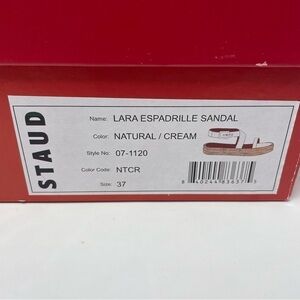 STAUD
Name: LARA ESPADRILLE SANDAL
Color: NATURAL / CREAM
Style No: 07-1120
Color Code: NTCR
Size: 37